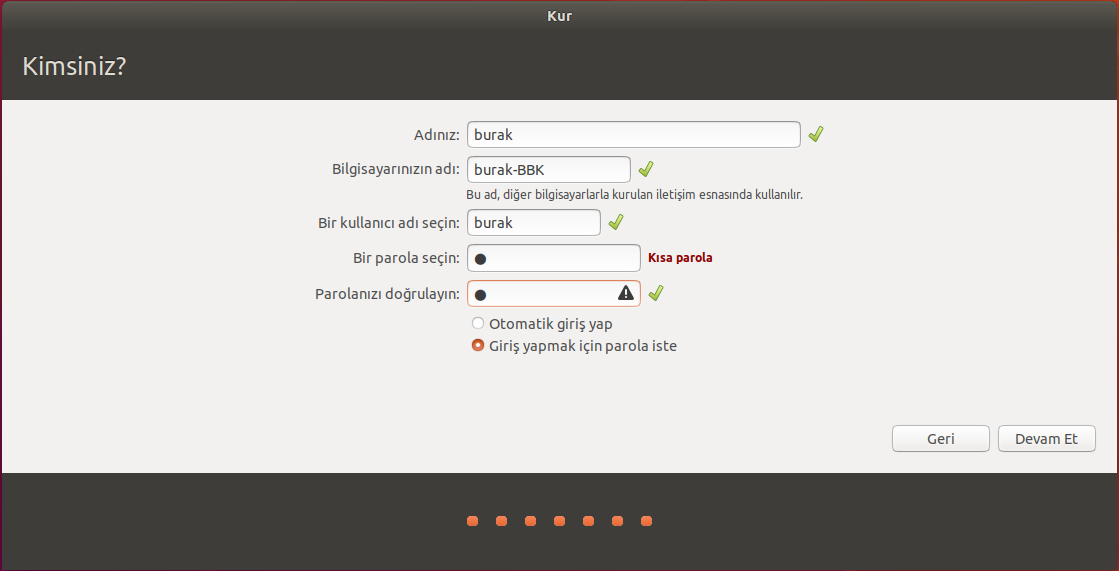 Kur
Kimsiniz?
Adınız: burak
Bilgisayarınızın adı: burak-BBK
Bu ad, diğer bilgisayarlarla kurulan iletişim esnasında kullanılır.
Bir kullanıcı adı seçin: burak
Bir parola seçin: ● Kısa parola
Parolanızı doğrulayın: ●
Otomatik giriş yap
Giriş yapmak için parola iste
Geri Devam Et